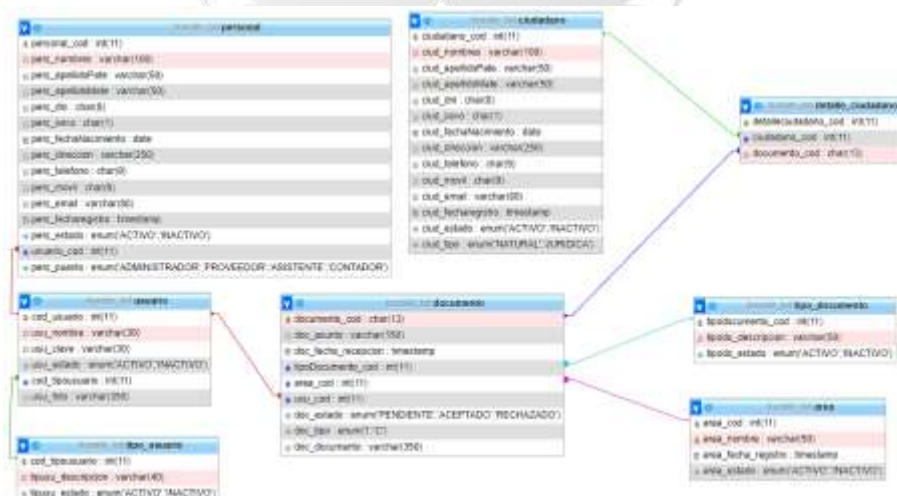 personal
personal_cod : int(11)
pers_nombres : varchar(100)
pers_apellidoPate : varchar(50)
pers_apellidoMate : varchar(50)
pers_dni : char(8)
pers_sexo : char(1)
pers_fechaNacimiento : date
pers_direccion : varchar(250)
pers_telefono : char(9)
pers_movil : char(9)
pers_email : varchar(80)
pers_fecharegistro : timestamp
pers_estado : enum('ACTIVO','INACTIVO')
usuario_cod : int(11)
pers_puesto : enum('ADMINISTRADOR','PROVEEDOR','ASISTENTE','CONTADOR')
ciudadano
ciudadano_cod : int(11)
ciud_nombres : varchar(100)
ciud_apellidoPate : varchar(50)
ciud_apellidoMate : varchar(50)
ciud_dni : char(8)
ciud_sexo : char(1)
ciud_fechaNacimiento : date
ciud_direccion : varchar(250)
ciud_telefono : char(9)
ciud_movil : char(9)
ciud_email : varchar(80)
ciud_fecharegistro : timestamp
ciud_estado : enum('ACTIVO','INACTIVO')
ciud_tipo : enum('NATURAL','JURIDICA')
detalle_ciudadano
detalleciudadano_cod : int(11)
ciudadano_cod : int(11)
documento_cod : char(13)
usuario
cod_usuario : int(11)
usu_nombre : varchar(30)
usu_clave : varchar(30)
usu_estado : enum('ACTIVO','INACTIVO')
cod_tipousuario : int(11)
usu_foto : varchar(350)
documento
documento_cod : char(13)
doc_asunto : varchar(150)
doc_fecha_recepcion : timestamp
tipoDocumento_cod : int(11)
area_cod : int(11)
usu_cod : int(11)
doc_estado : enum('PENDIENTE','ACEPTADO','RECHAZADO')
doc_tipo : enum('I','C')
doc_documento : varchar(350)
tipo_documento
tipodocumento_cod : int(11)
tipodo_descripcion : varchar(50)
tipodo_estado : enum('ACTIVO','INACTIVO')
area
area_cod : int(11)
area_nombre : varchar(50)
area_fecha_registro : timestamp
area_estado : enum('ACTIVO','INACTIVO')
tipo_usuario
cod_tipousuario : int(11)
tipusu_descripcion : varchar(40)
tipusu_estado : enum('ACTIVO','INACTIVO')